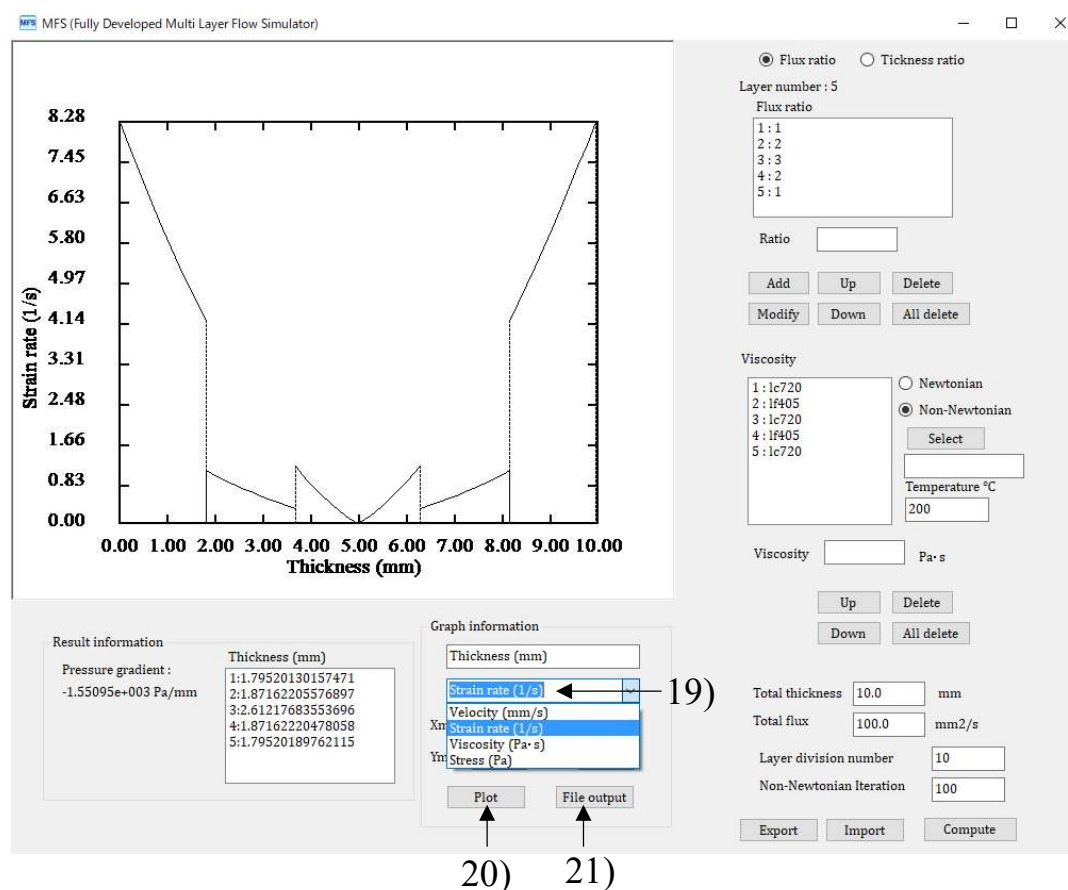 MFS MFS (Fully Developed Multi Layer Flow Simulator)
Flux ratio Tickness ratio
Layer number : 5
Flux ratio
1 : 1
2 : 2
3 : 3
4 : 2
5 : 1
Ratio
Add Up Delete
Modify Down All delete
Viscosity
1 : lc720
2 : lf405
3 : lc720
4 : lf405
5 : lc720
Newtonian
Non-Newtonian
Select
Temperature °C
200
Viscosity Pa· s
Up Delete
Down All delete
Total thickness 10.0 mm
Total flux 100.0 mm2/s
Layer division number 10
Non-Newtonian Iteration 100
Export Import Compute
8.28
7.45
6.63
5.80
4.97
4.14
3.31
2.48
1.66
0.83
0.00
Strain rate (1/s)
0.00 1.00 2.00 3.00 4.00 5.00 6.00 7.00 8.00 9.00 10.00
Thickness (mm)
Result information
Pressure gradient :
-1.55095e+003 Pa/mm
Thickness (mm)
1:1.79520130157471
2:1.87162205576897
3:2.61217683553696
4:1.87162220478058
5:1.79520189762115
Graph information
Thickness (mm)
Strain rate (1/s)
Velocity (mm/s)
Strain rate (1/s)
Viscosity (Pa· s)
Stress (Pa)
Plot File output
19)
20) 21)